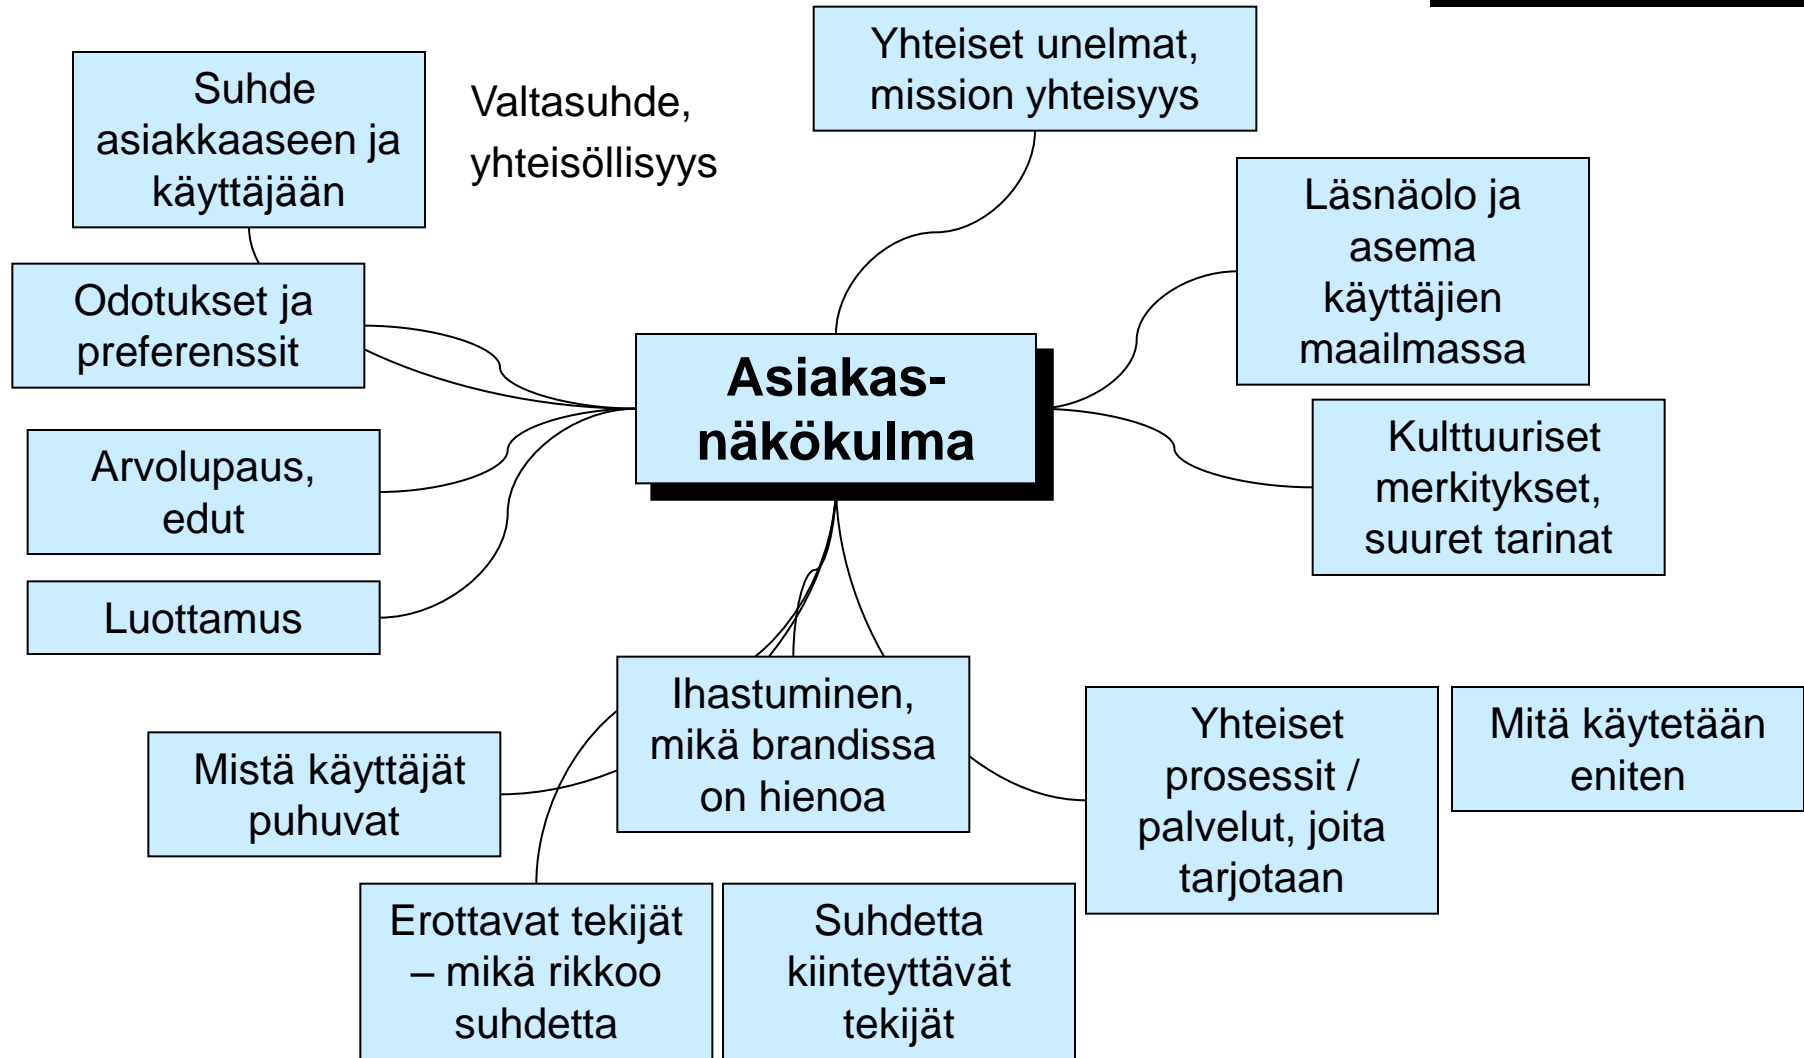 Yhteiset unelmat,
mission yhteisyys
Suhde
asiakkaaseen ja
käyttäjään
Valtasuhde,
yhteisöllisyys
Läsnäolo ja
asema
käyttäjien
maailmassa
Odotukset ja
preferenssit
Asiakas-
näkökulma
Kulttuuriset
merkitykset,
suuret tarinat
Arvolupaus,
edut
Luottamus
Ihastuminen,
mikä brandissa
on hienoa
Yhteiset
prosessit /
palvelut, joita
tarjotaan
Mitä käytetään
eniten
Mistä käyttäjät
puhuvat
Erottavat tekijät
– mikä rikkoo
suhdetta
Suhdetta
kiinteyttävät
tekijät